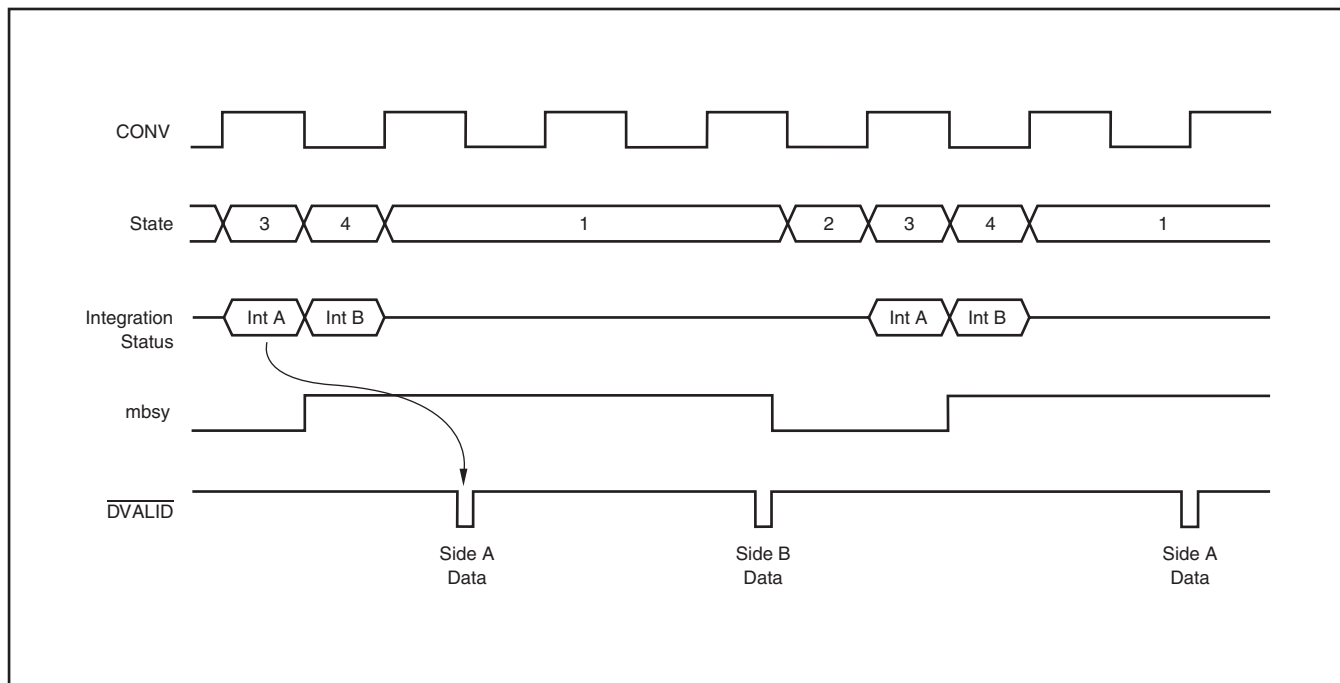 CONV
State
3
4
1
2
3
4
1
Integration
Status
Int A
Int B
Int A
Int B
mbsy
DVALID
Side A
Data
Side B
Data
Side A
Data